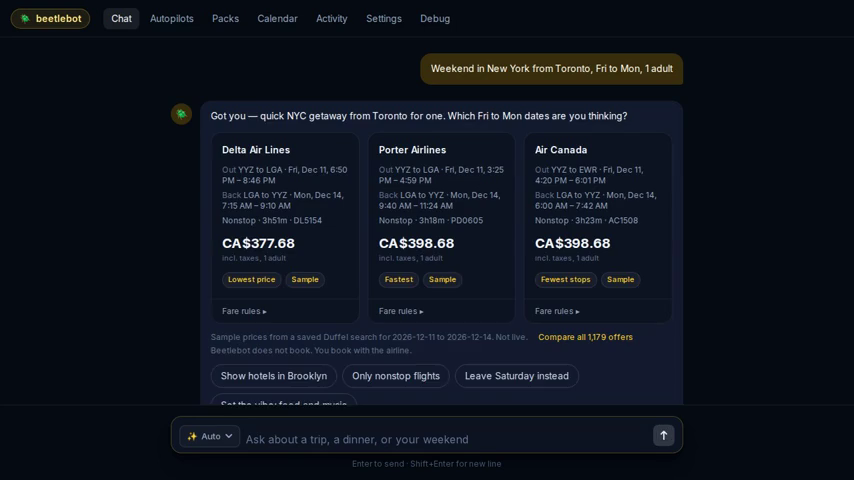 beetlebot Chat Autopilots Packs Calendar Activity Settings Debug
Weekend in New York from Toronto, Fri to Mon, 1 adult
Got you — quick NYC getaway from Toronto for one. Which Fri to Mon dates are you thinking?
Delta Air Lines
Out YYZ to LGA · Fri, Dec 11, 6:50
PM – 8:46 PM
Back LGA to YYZ · Mon, Dec 14,
7:15 AM – 9:10 AM
Nonstop · 3h51m · DL5154
CA$377.68
incl. taxes, 1 adult
Lowest price Sample
Fare rules ▸
Porter Airlines
Out YYZ to LGA · Fri, Dec 11, 3:25
PM – 4:59 PM
Back LGA to YYZ · Mon, Dec 14,
9:40 AM – 11:24 AM
Nonstop · 3h18m · PD0605
CA$398.68
incl. taxes, 1 adult
Fastest Sample
Fare rules ▸
Air Canada
Out YYZ to EWR · Fri, Dec 11,
4:20 PM – 6:01 PM
Back EWR to YYZ · Mon, Dec 14,
6:00 AM – 7:42 AM
Nonstop · 3h23m · AC1508
CA$398.68
incl. taxes, 1 adult
Fewest stops Sample
Fare rules ▸
Sample prices from a saved Duffel search for 2026-12-11 to 2026-12-14. Not live. Compare all 1,179 offers
Beetlebot does not book. You book with the airline.
Show hotels in Brooklyn Only nonstop flights Leave Saturday instead
Set the vibe: food and music
Auto Ask about a trip, a dinner, or your weekend
Enter to send · Shift+Enter for new line